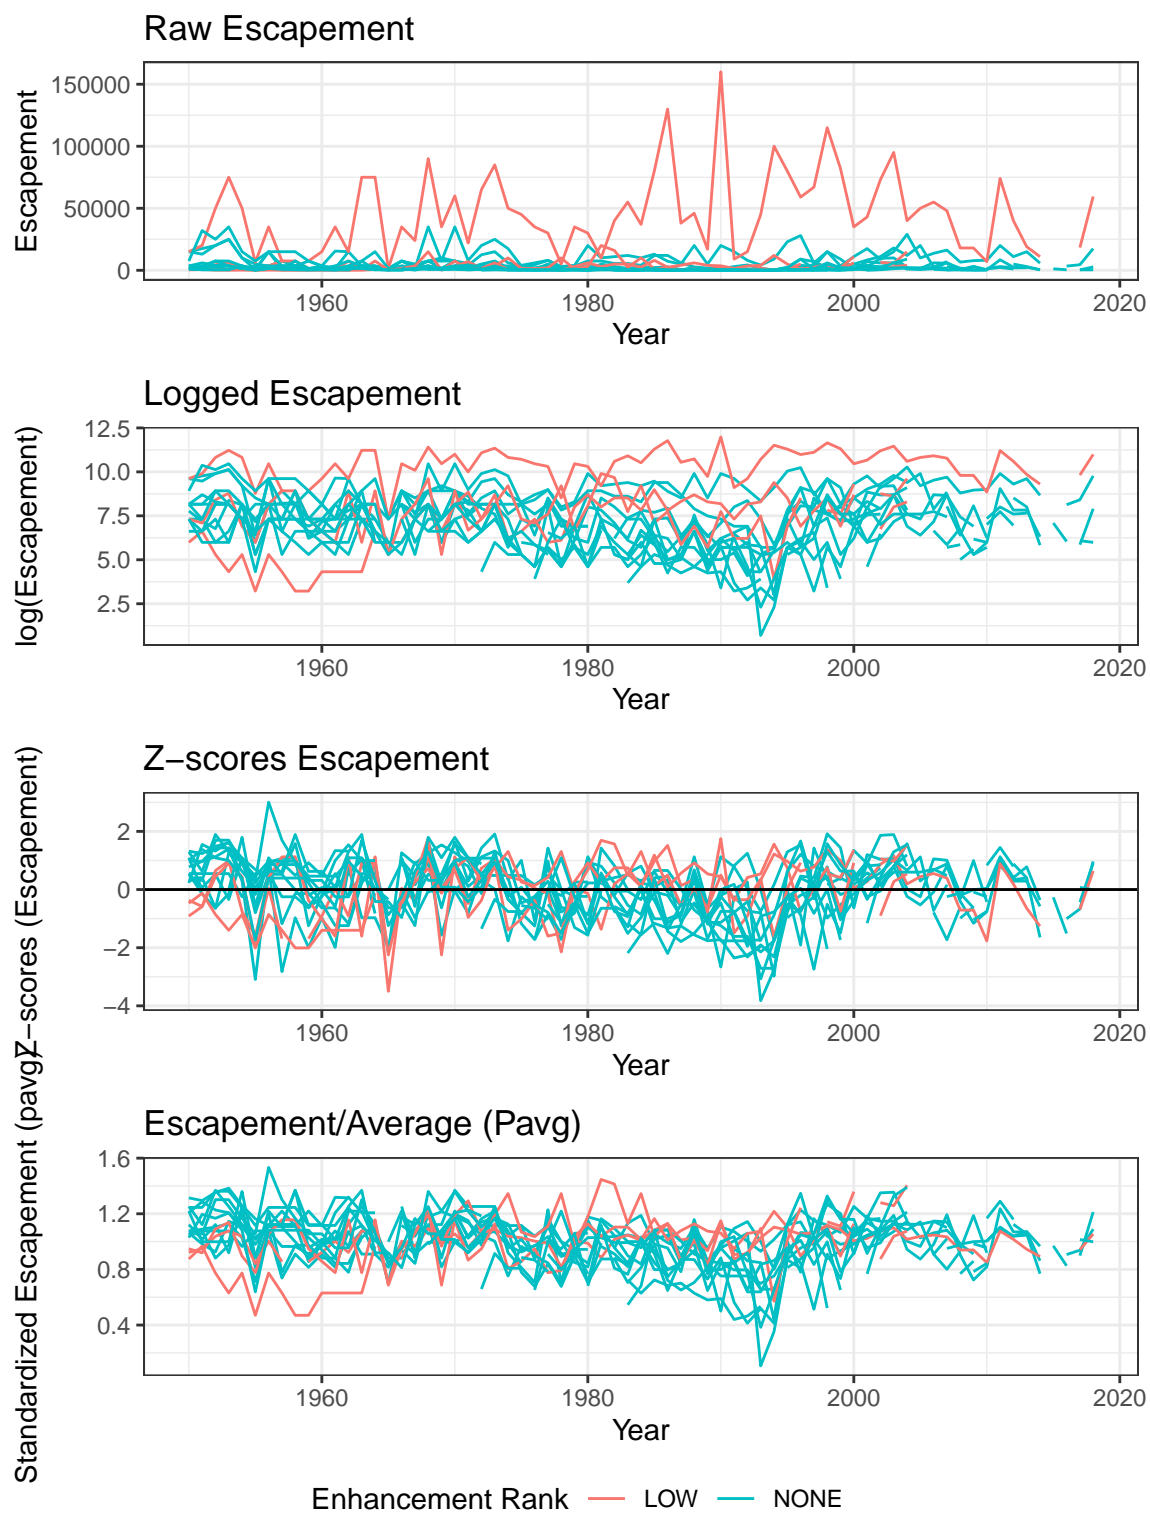 Raw Escapement
Escapement
150000
100000
50000
0
1960
1980
2000
2020
Year
Logged Escapement
log(Escapement)
12.5
10.0
7.5
5.0
2.5
1960
1980
2000
2020
Year
Z−scores Escapement
Z−scores (Escapement)
2
0
−2
−4
1960
1980
2000
2020
Year
Escapement/Average (Pavg)
Standardized Escapement (pavg)
1.6
1.2
0.8
0.4
1960
1980
2000
2020
Year
Enhancement Rank LOW NONE